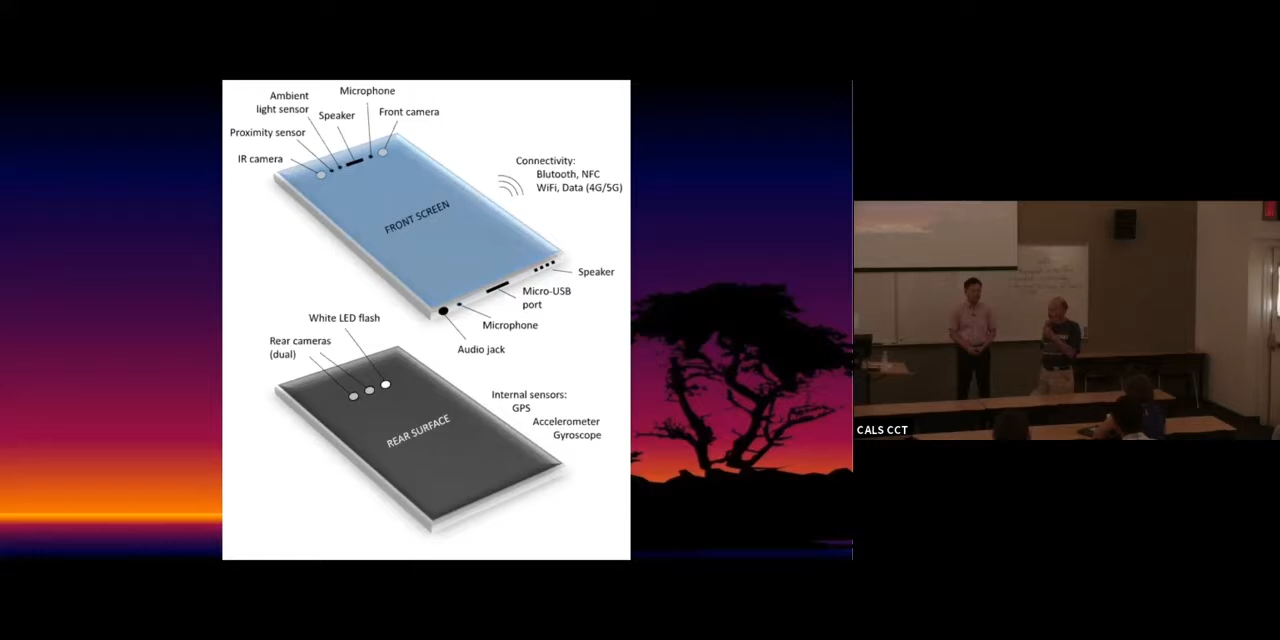 Microphone
Ambient
light sensor
Speaker
Front camera
Proximity sensor
IR camera
Connectivity:
Blutooth, NFC
WiFi, Data (4G/5G)
FRONT SCREEN
Speaker
Micro-USB
port
Microphone
Audio jack
White LED flash
Rear cameras
(dual)
Internal sensors:
GPS
Accelerometer
Gyroscope
REAR SURFACE
CALS CCT